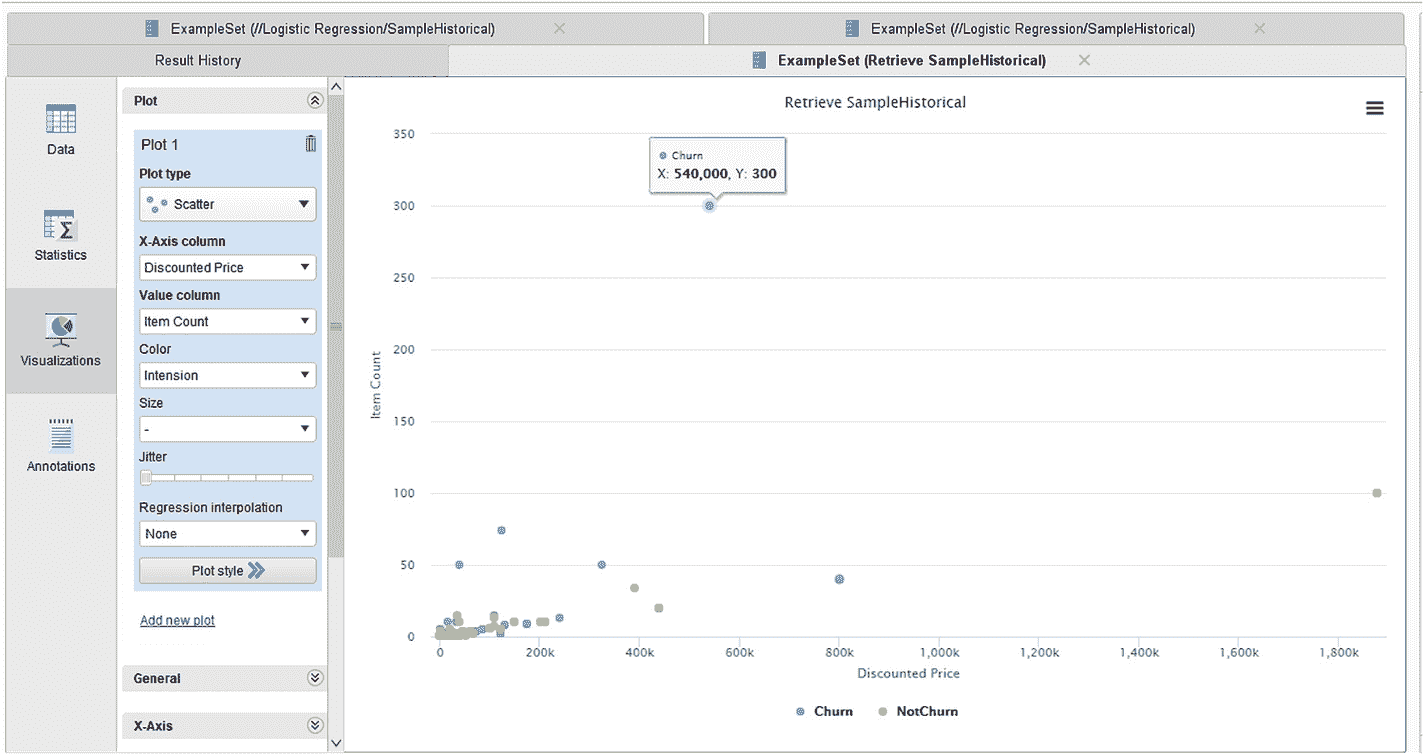 ExampleSet (//Logistic Regression/SampleHistorical)
ExampleSet (//Logistic Regression/SampleHistorical)
Result History
ExampleSet (Retrieve SampleHistorical)
Data
Statistics
Visualizations
Annotations
Plot
Plot 1
Plot type
Scatter
X-Axis column
Discounted Price
Value column
Item Count
Color
Intension
Size
-
Jitter
Regression interpolation
None
Plot style
Add new plot
General
X-Axis
Retrieve SampleHistorical
Churn
X: 540,000, Y: 300
Item Count
350
300
250
200
150
100
50
0
0 200k 400k 600k 800k 1,000k 1,200k 1,400k 1,600k 1,800k
Discounted Price
Churn NotChurn